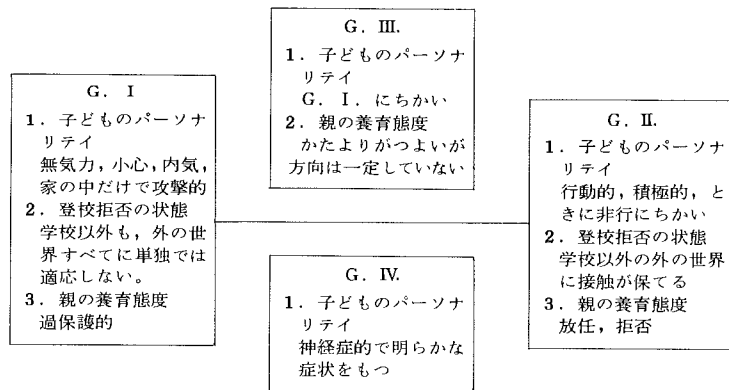 G. I
1. 子どものパーソナ
リテイ
無気力,小心,内気,
家の中だけで攻撃的
2. 登校拒否の状態
学校以外も,外の世
界すべてに単独では
適応しない。
3. 親の養育態度
過保護的
G. III.
1. 子どものパーソナ
リテイ
G. I. にちかい
2. 親の養育態度
かたよりがつよいが
方向は一定していない
G. IV.
1. 子どものパーソナ
リテイ
神経症的で明らかな
症状をもつ
G. II.
1. 子どものパーソナ
リテイ
行動的,積極的,と
きに非行にちかい
2. 登校拒否の状態
学校以外の外の世界
に接触が保てる
3. 親の養育態度
放任,拒否